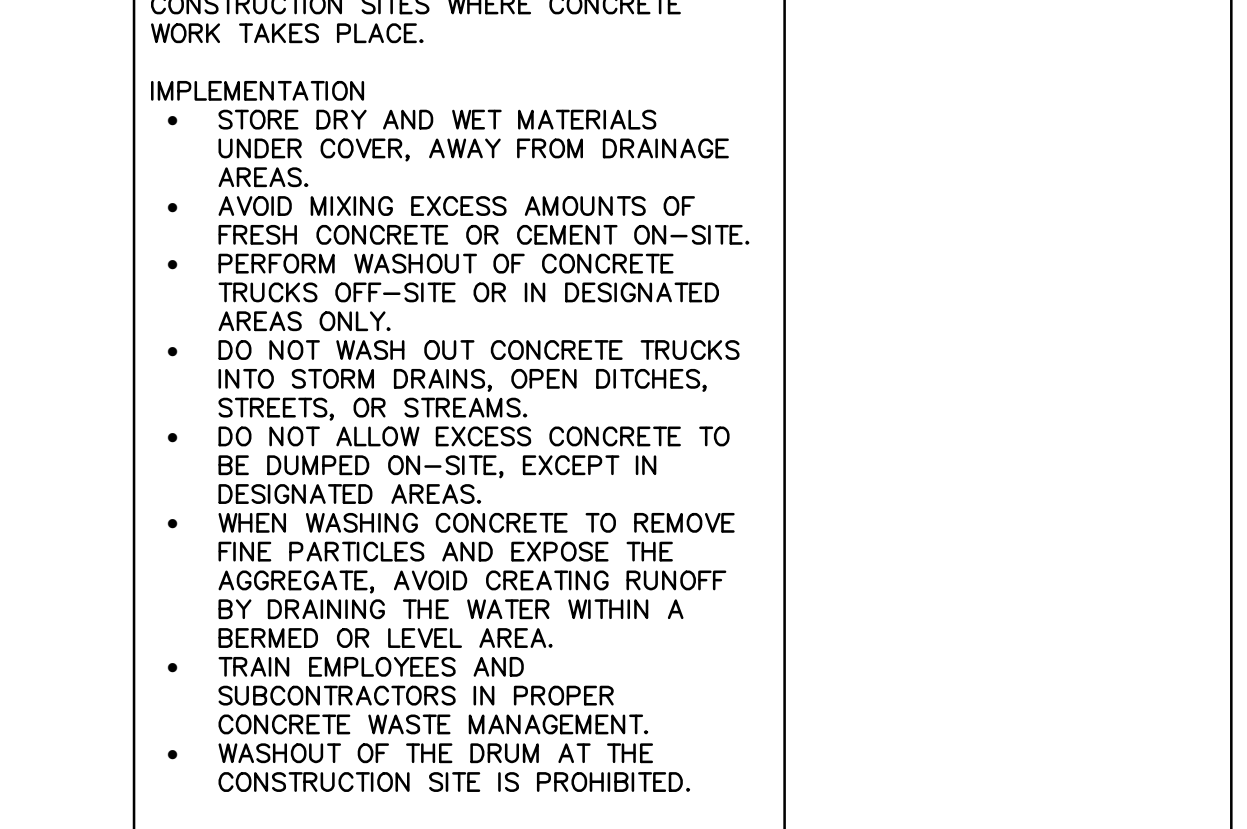 CONSTRUCTION SITES WHERE CONCRETE
WORK TAKES PLACE.
IMPLEMENTATION
• STORE DRY AND WET MATERIALS
UNDER COVER, AWAY FROM DRAINAGE
AREAS.
• AVOID MIXING EXCESS AMOUNTS OF
FRESH CONCRETE OR CEMENT ON–SITE.
• PERFORM WASHOUT OF CONCRETE
TRUCKS OFF–SITE OR IN DESIGNATED
AREAS ONLY.
• DO NOT WASH OUT CONCRETE TRUCKS
INTO STORM DRAINS, OPEN DITCHES,
STREETS, OR STREAMS.
• DO NOT ALLOW EXCESS CONCRETE TO
BE DUMPED ON–SITE, EXCEPT IN
DESIGNATED AREAS.
• WHEN WASHING CONCRETE TO REMOVE
FINE PARTICLES AND EXPOSE THE
AGGREGATE, AVOID CREATING RUNOFF
BY DRAINING THE WATER WITHIN A
BERMED OR LEVEL AREA.
• TRAIN EMPLOYEES AND
SUBCONTRACTORS IN PROPER
CONCRETE WASTE MANAGEMENT.
• WASHOUT OF THE DRUM AT THE
CONSTRUCTION SITE IS PROHIBITED.